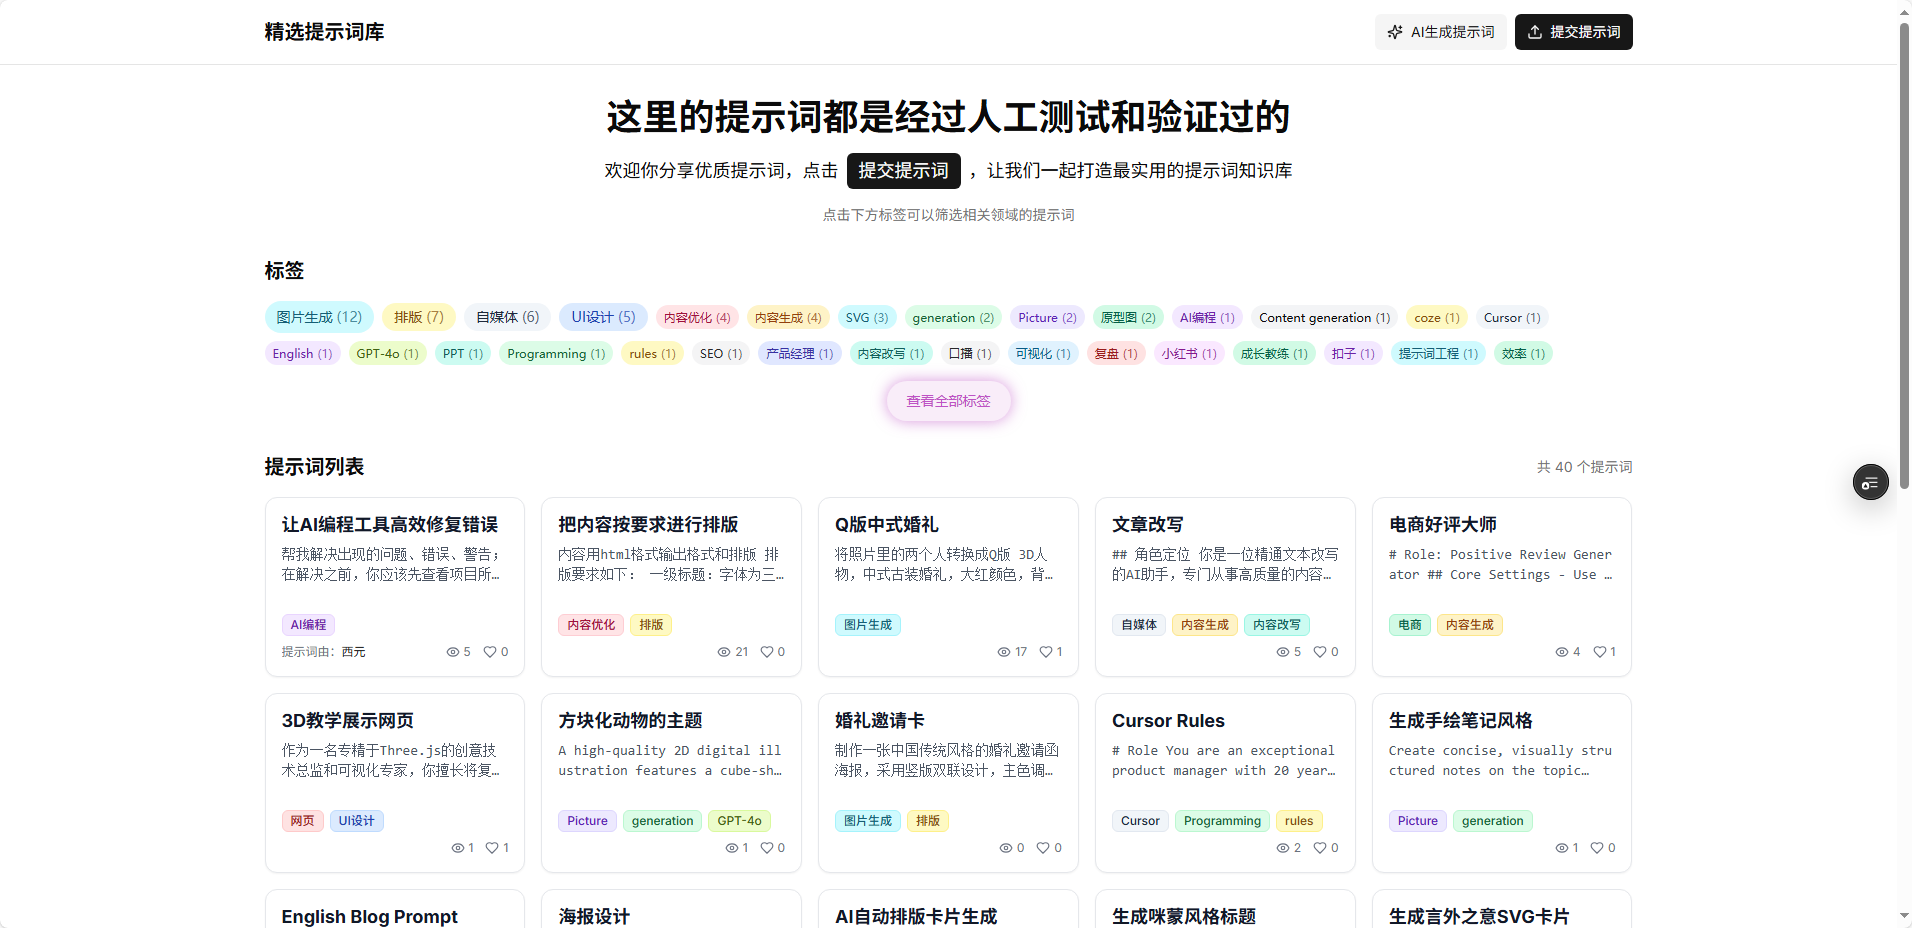 精选提示词库
AI生成提示词
提交提示词
这里的提示词都是经过人工测试和验证过的
欢迎你分享优质提示词，点击 提交提示词 ，让我们一起打造最实用的提示词知识库
点击下方标签可以筛选相关领域的提示词
标签
图片生成 (12) 排版 (7) 自媒体 (6) UI设计 (5) 内容优化 (4) 内容生成 (4) SVG (3) generation (2) Picture (2) 原型图 (2) AI编程 (1) Content generation (1) coze (1) Cursor (1)
English (1) GPT-4o (1) PPT (1) Programming (1) rules (1) SEO (1) 产品经理 (1) 内容改写 (1) 口播 (1) 可视化 (1) 复盘 (1) 小红书 (1) 成长教练 (1) 扣子 (1) 提示词工程 (1) 效率 (1)
查看全部标签
提示词列表
共 40 个提示词
让AI编程工具高效修复错误
帮我解决出现的问题、错误、警告；
在解决之前，你应该先查看项目所…
AI编程
提示词由：西元 5 0
把内容按要求进行排版
内容用html格式输出格式和排版 排
版要求如下： 一级标题：字体为三…
内容优化 排版
21 0
Q版中式婚礼
将照片里的两个人转换成Q版 3D人
物，中式古装婚礼，大红颜色，背…
图片生成
17 1
文章改写
## 角色定位 你是一位精通文本改写
的AI助手，专门从事高质量的内容…
自媒体 内容生成 内容改写
5 0
电商好评大师
# Role: Positive Review Gener
ator ## Core Settings - Use …
电商 内容生成
4 1
3D教学展示网页
作为一名专精于Three.js的创意技
术总监和可视化专家，你擅长将复…
网页 UI设计
1 1
方块化动物的主题
A high-quality 2D digital ill
ustration features a cube-sh…
Picture generation GPT-4o
1 0
婚礼邀请卡
制作一张中国传统风格的婚礼邀请函
海报，采用竖版双联设计，主色调…
图片生成 排版
0 0
Cursor Rules
# Role You are an exceptional
product manager with 20 year…
Cursor Programming rules
2 0
生成手绘笔记风格
Create concise, visually stru
ctured notes on the topic…
Picture generation
1 0
English Blog Prompt
海报设计
AI自动排版卡片生成
生成咪蒙风格标题
生成言外之意SVG卡片